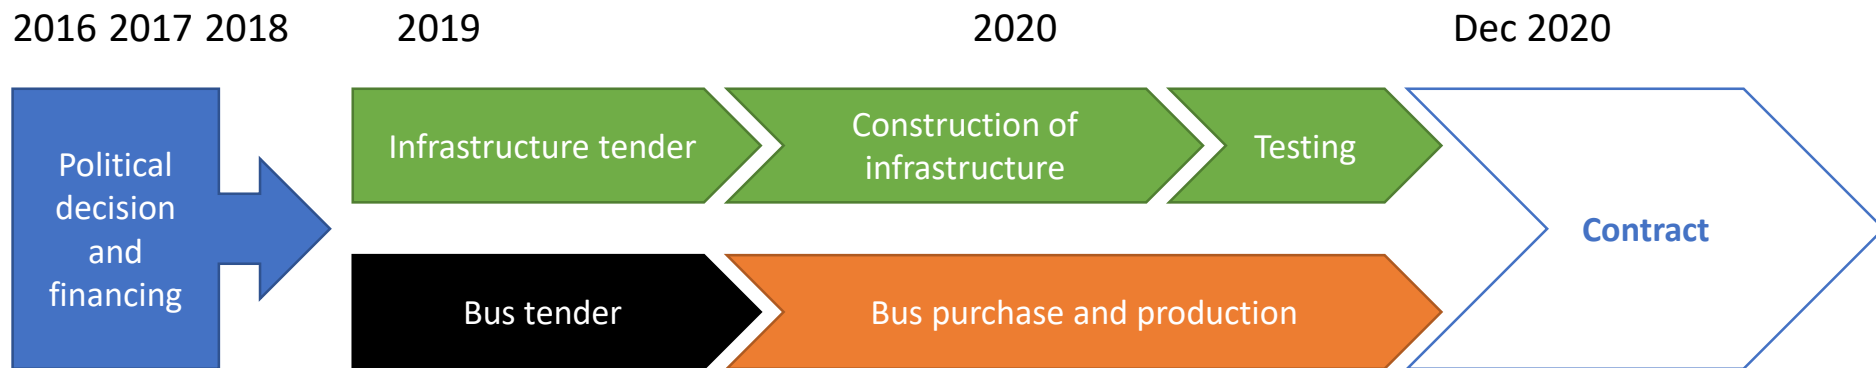 2016 2017 2018 2019 2020 Dec 2020
Political
decision
and
financing
Infrastructure tender
Construction of
infrastructure
Testing
Bus tender
Bus purchase and production
Contract